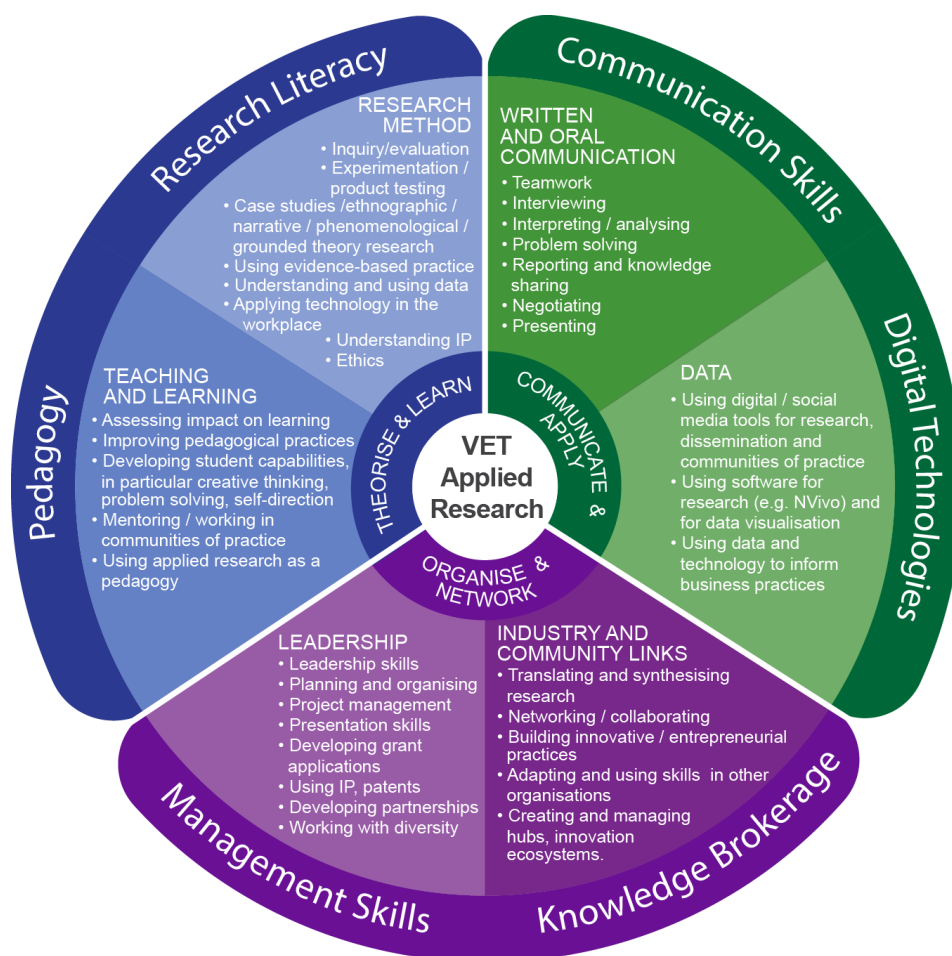 Research Literacy
RESEARCH
METHOD
• Inquiry/evaluation
• Experimentation /
product testing
• Case studies /ethnographic /
narrative / phenomenological /
grounded theory research
• Using evidence-based practice
• Understanding and using data
• Applying technology in the
workplace
• Understanding IP
• Ethics
Communication Skills
WRITTEN
AND ORAL
COMMUNICATION
• Teamwork
• Interviewing
• Interpreting / analysing
• Problem solving
• Reporting and knowledge
sharing
• Negotiating
• Presenting
Pedagogy
TEACHING
AND LEARNING
• Assessing impact on learning
• Improving pedagogical practices
• Developing student capabilities,
in particular creative thinking,
problem solving, self-direction
• Mentoring / working in
communities of practice
• Using applied research as a
pedagogy
THEORISE & LEARN
VET
Applied
Research
COMMUNICATE &
APPLY
ORGANISE &
NETWORK
Digital Technologies
DATA
• Using digital / social
media tools for research,
dissemination and
communities of practice
• Using software for
research (e.g. NVivo) and
for data visualisation
• Using data and
technology to inform
business practices
LEADERSHIP
• Leadership skills
• Planning and organising
• Project management
• Presentation skills
• Developing grant
applications
• Using IP, patents
• Developing partnerships
• Working with diversity
Management Skills
INDUSTRY AND
COMMUNITY LINKS
• Translating and synthesising
research
• Networking / collaborating
• Building innovative / entrepreneurial
practices
• Adapting and using skills in other
organisations
• Creating and managing
hubs, innovation
ecosystems.
Knowledge Brokerage